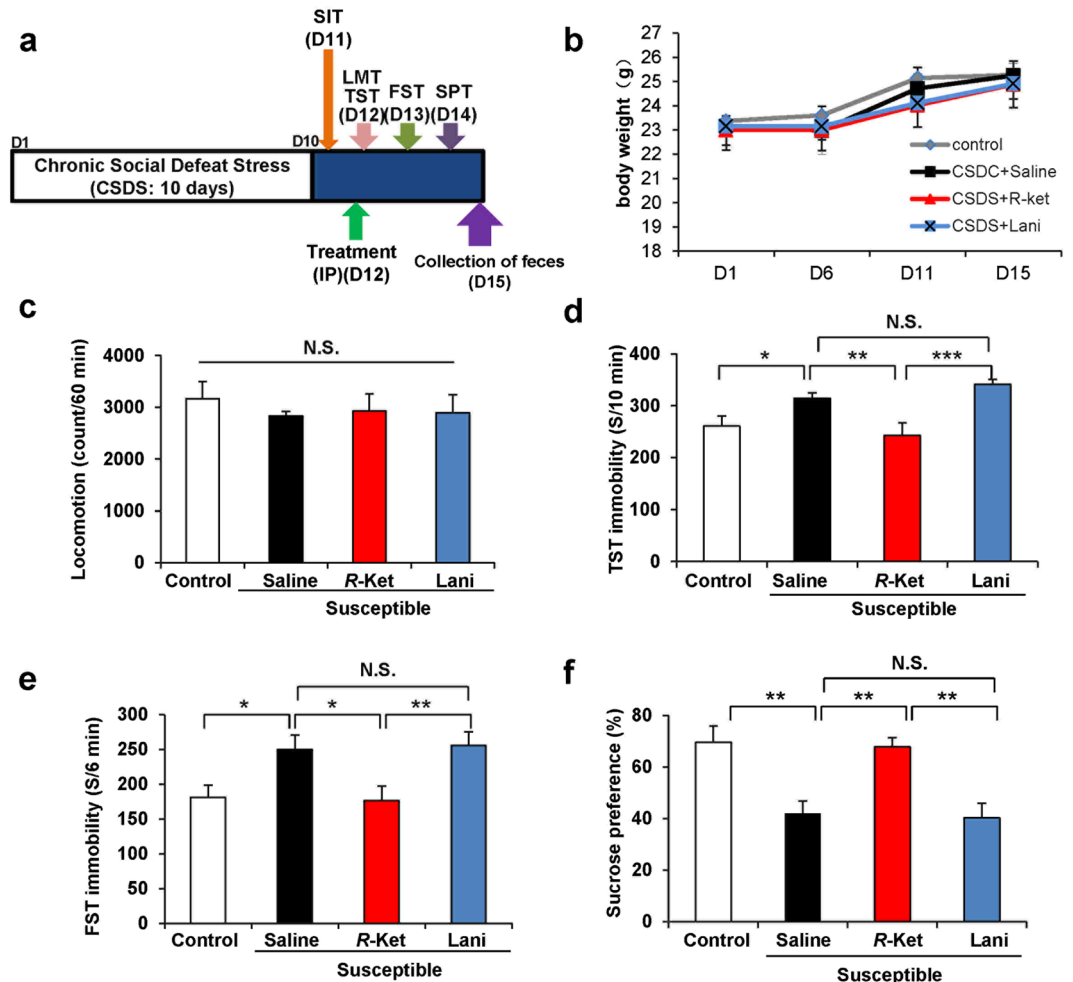 a
SIT
(D11)
LMT
TST FST SPT
(D12)(D13)(D14)
D1
D10
Chronic Social Defeat Stress
(CSDS: 10 days)
Treatment
(IP)(D12)
Collection of feces
(D15)
b
body weight（g）
26
25
24
23
22
21
20
19
18
D1 D6 D11 D15
control
CSDC+Saline
CSDS+R-ket
CSDS+Lani
c
Locomotion (count/60 min)
4000
3000
2000
1000
0
N.S.
Control Saline R-Ket Lani
Susceptible
d
TST immobility (S/10 min)
400
300
200
100
0
N.S.
* ** ***
Control Saline R-Ket Lani
Susceptible
e
FST immobility (S/6 min)
300
250
200
150
100
50
0
N.S.
* * **
Control Saline R-Ket Lani
Susceptible
f
Sucrose preference (%)
80
60
40
20
0
N.S.
** ** **
Control Saline R-Ket Lani
Susceptible